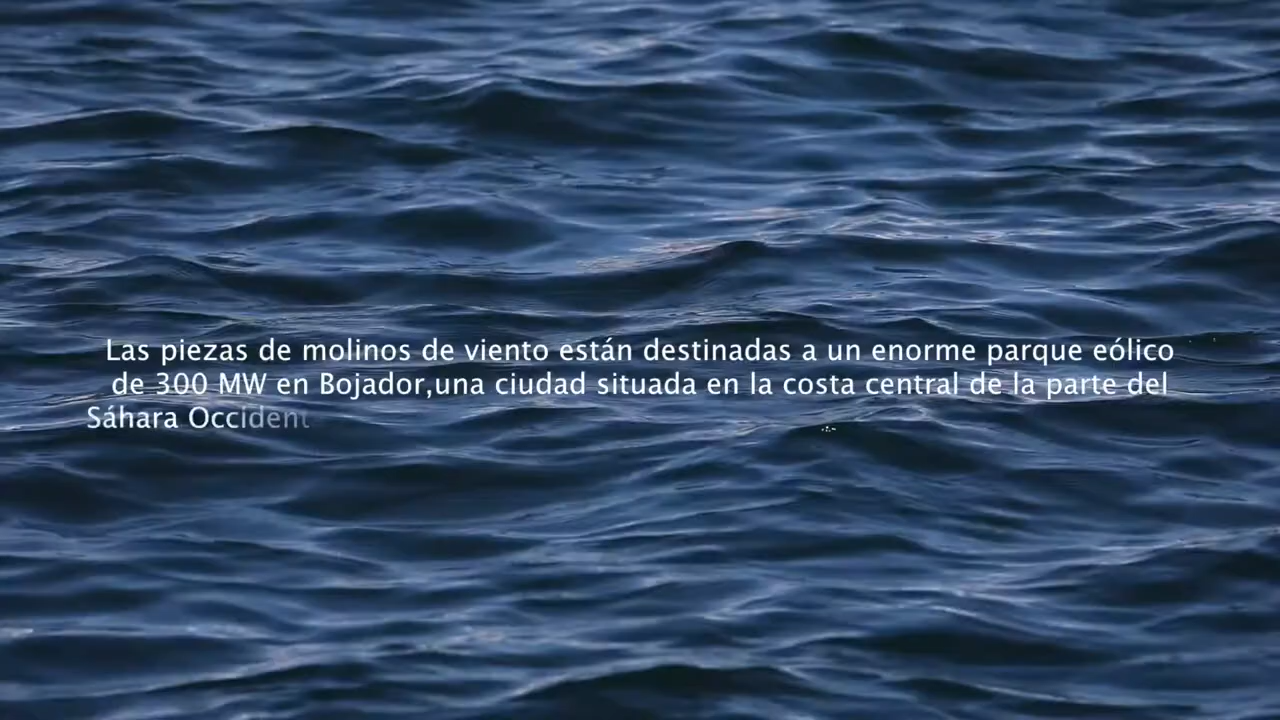 Las piezas de molinos de viento están destinadas a un enorme parque eólico
de 300 MW en Bojador,una ciudad situada en la costa central de la parte del
Sáhara Occident